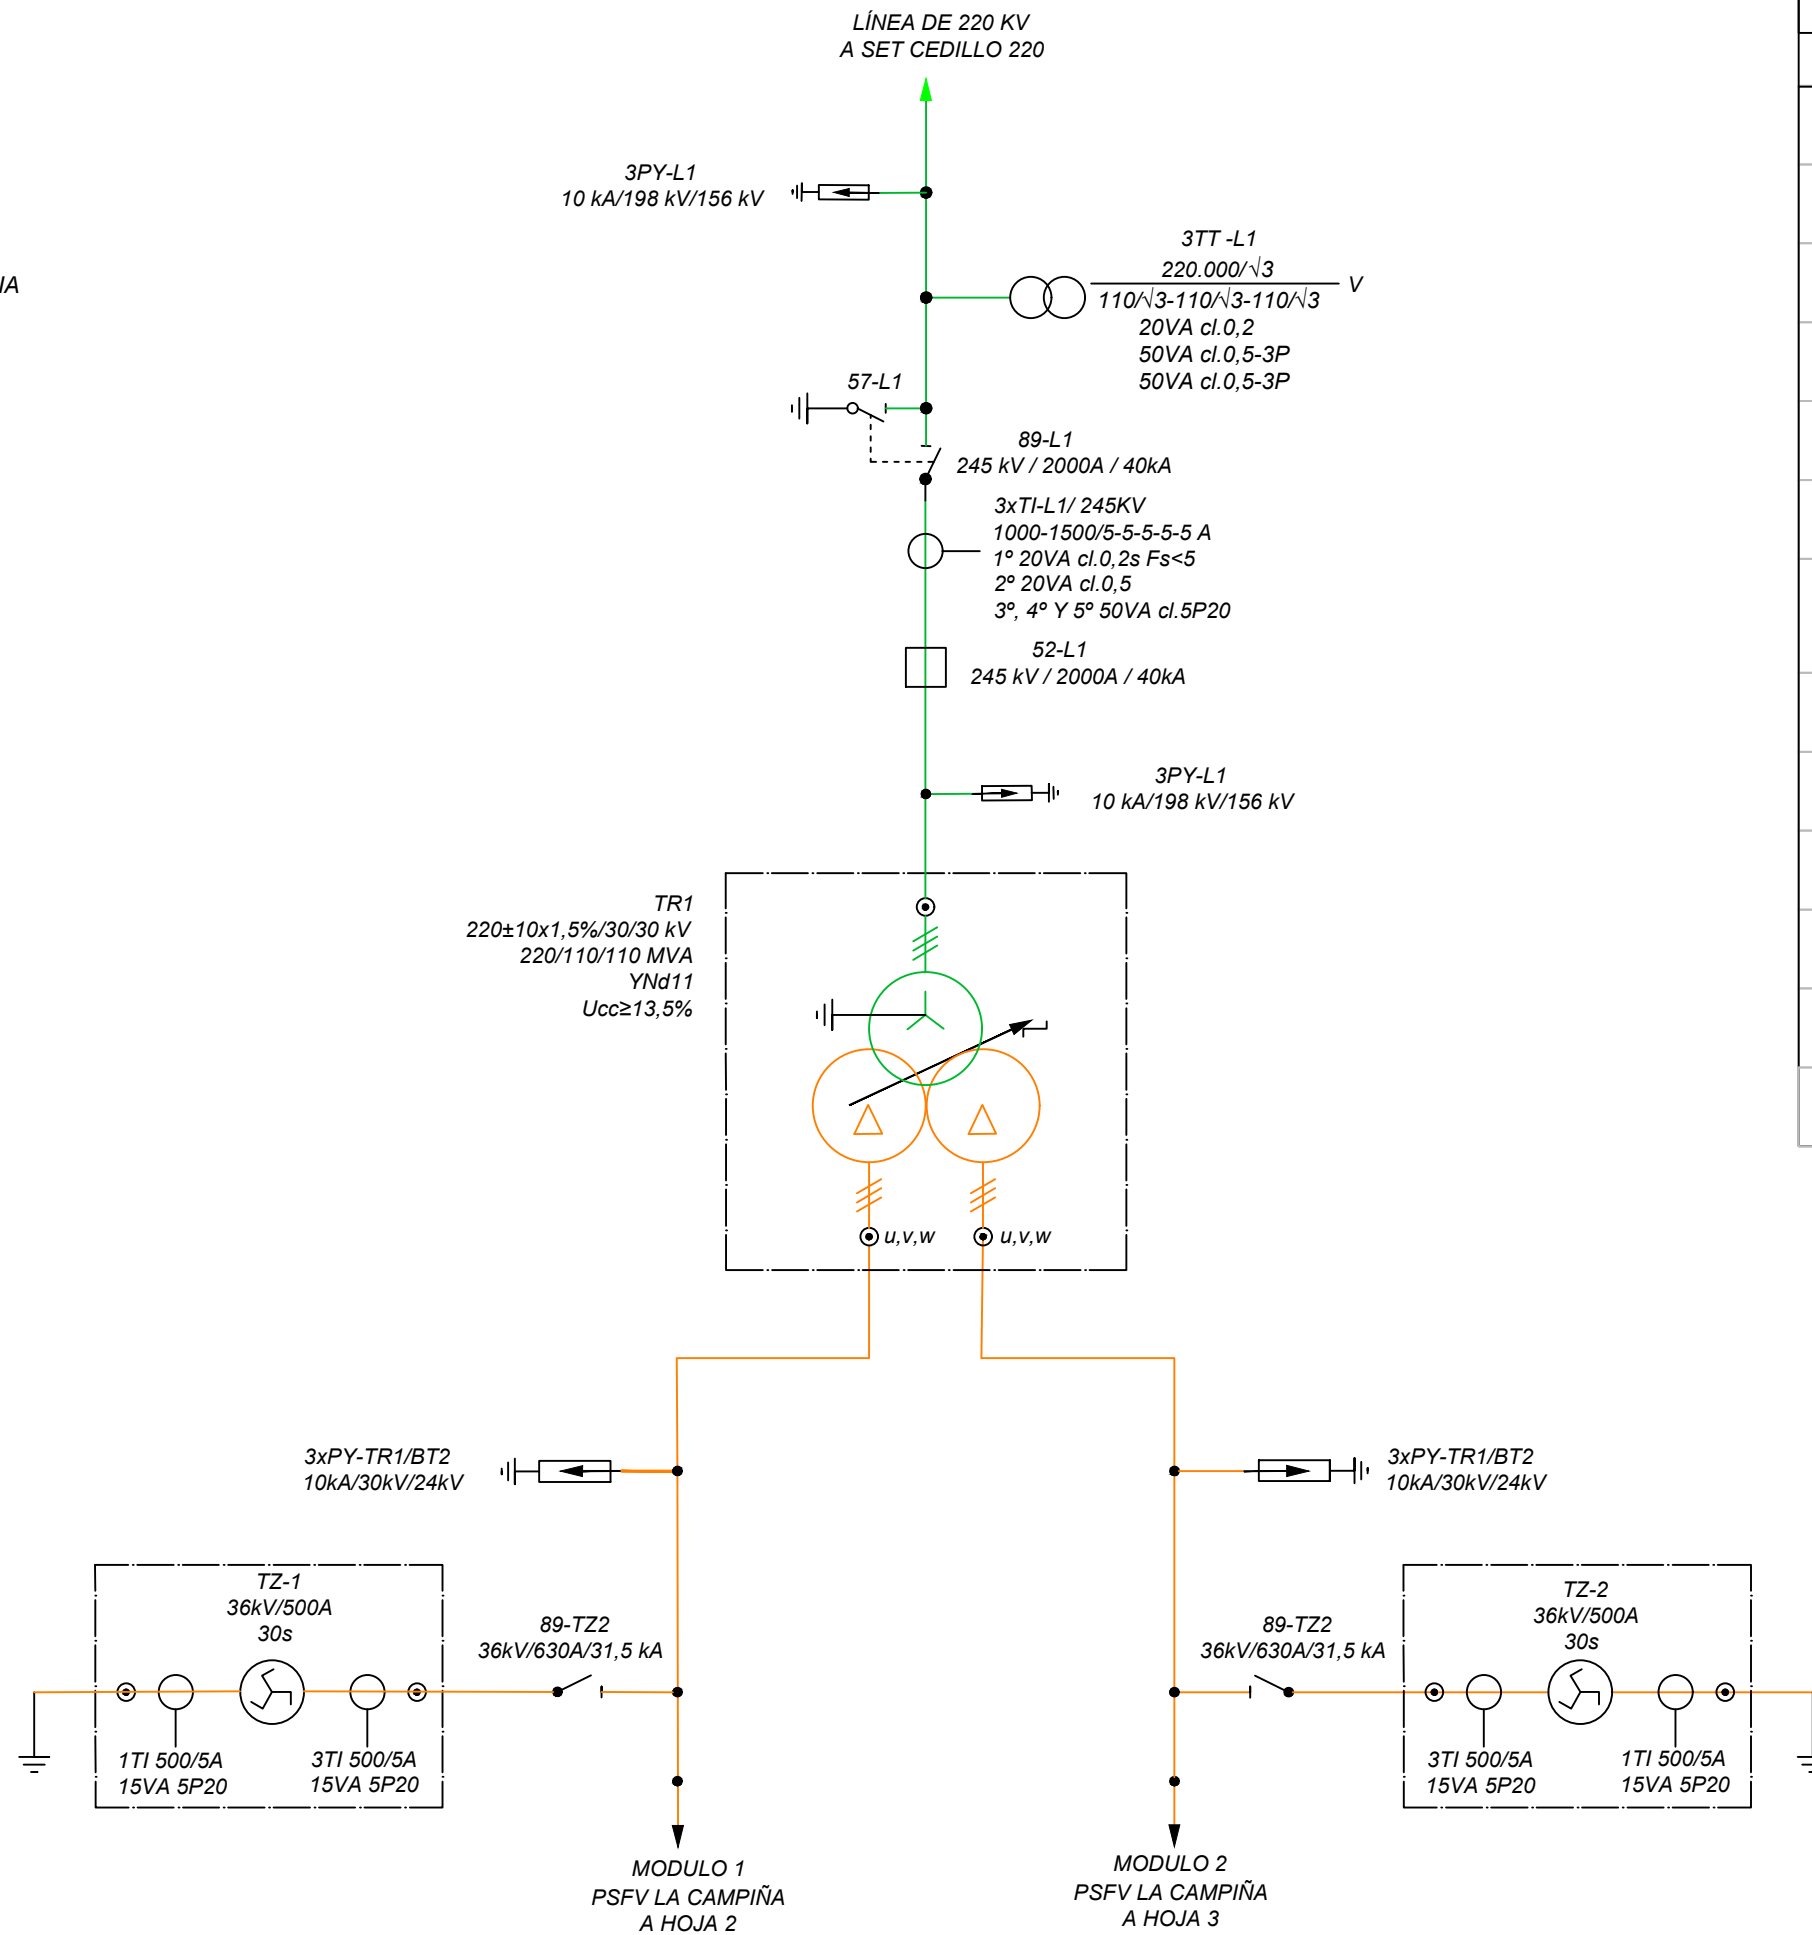 LÍNEA DE 220 KV
A SET CEDILLO 220
3PY-L1
10 kA/198 kV/156 kV
3TT -L1
220.000/√3
110/√3-110/√3-110/√3
V
20VA cl.0,2
50VA cl.0,5-3P
50VA cl.0,5-3P
57-L1
89-L1
245 kV / 2000A / 40kA
3xTI-L1/ 245KV
1000-1500/5-5-5-5-5 A
1º 20VA cl.0,2s Fs<5
2º 20VA cl.0,5
3º, 4º Y 5º 50VA cl.5P20
52-L1
245 kV / 2000A / 40kA
3PY-L1
10 kA/198 kV/156 kV
TR1
220±10x1,5%/30/30 kV
220/110/110 MVA
YNd11
Ucc≥13,5%
u,v,w
u,v,w
3xPY-TR1/BT2
10kA/30kV/24kV
3xPY-TR1/BT2
10kA/30kV/24kV
TZ-1
36kV/500A
30s
89-TZ2
36kV/630A/31,5 kA
1TI 500/5A
15VA 5P20
3TI 500/5A
15VA 5P20
89-TZ2
36kV/630A/31,5 kA
TZ-2
36kV/500A
30s
3TI 500/5A
15VA 5P20
1TI 500/5A
15VA 5P20
MODULO 1
PSFV LA CAMPIÑA
A HOJA 2
MODULO 2
PSFV LA CAMPIÑA
A HOJA 3